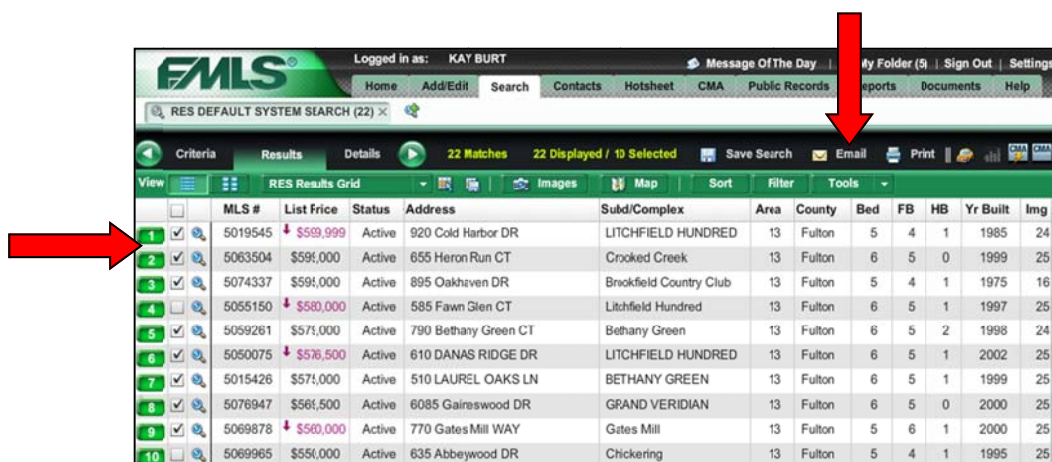 FMLS® Logged in as: KAY BURT Message Of The Day | My Folder (5) | Sign Out | Settings
Home Add/Edit Search Contacts Hotsheet CMA Public Records eports Documents Help
RES DEFAULT SYSTEM SEARCH (22) ×
Criteria Results Details 22 Matches 22 Displayed / 10 Selected Save Search Email Print CMA CMA
View RES Results Grid Images Map Sort Filter Tools
MLS # List Price Status Address Subd/Complex Area County Bed FB HB Yr Built Img
1 5019545 $599,999 Active 920 Cold Harbor DR LITCHFIELD HUNDRED 13 Fulton 5 4 1 1985 24
2 5063504 Active 655 Heron Run CT Crooked Creek 13 Fulton 6 5 0 1999 25
3 5074337 Active 895 Oakhaven DR Brookfield Country Club 13 Fulton 5 4 1 1975 16
4 5055150 $580,000 Active 585 Fawn Glen CT Litchfield Hundred 13 Fulton 6 5 1 1997 25
5 5059261 Active 790 Bethany Green CT Bethany Green 13 Fulton 6 5 2 1998 24
6 5050075 $576,500 Active 610 DANAS RIDGE DR LITCHFIELD HUNDRED 13 Fulton 6 5 1 2002 25
7 5015426 Active 510 LAUREL OAKS LN BETHANY GREEN 13 Fulton 6 5 1 1999 25
8 5076947 Active 6085 Gaineswood DR GRAND VERIDIAN 13 Fulton 6 5 0 2000 25
9 5069878 $560,000 Active 770 Gates Mill WAY Gates Mill 13 Fulton 5 6 1 2000 25
10 5069965 $550,000 Active 635 Abbeywood DR Chickering 13 Fulton 5 4 1 1995 25